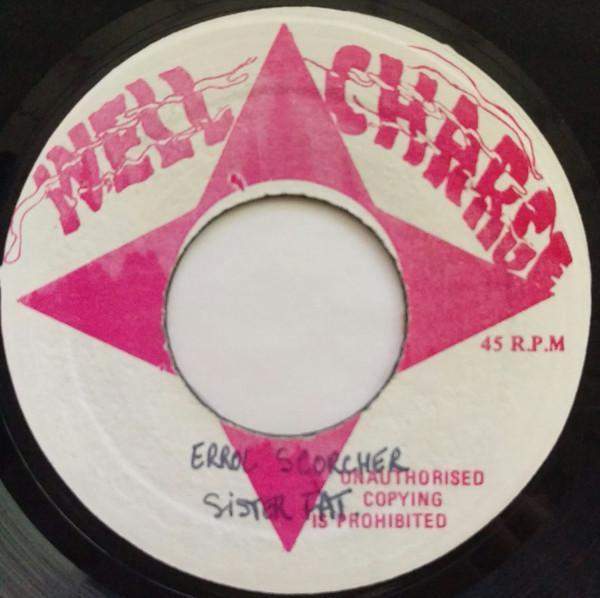 WELL CHARGE
45 R.P.M
ERROL SCORCHER
SISTER FAT.
UNAUTHORISED
COPYING
IS PROHIBITED